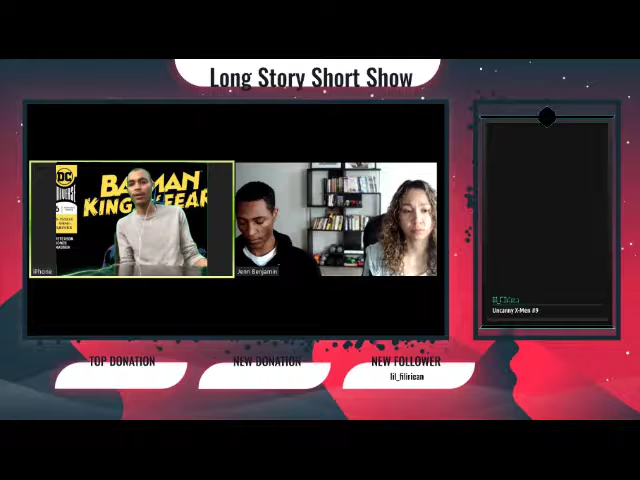 Long Story Short Show
DC
BATMAN
KING OF FEAR
iPhone
Jenn Benjamin
Uncanny X-Men #9
TOP DONATION
NEW DONATION
NEW FOLLOWER
lil_filirican